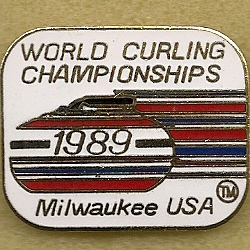 WORLD CURLING
CHAMPIONSHIPS
1989
Milwaukee USA
TM